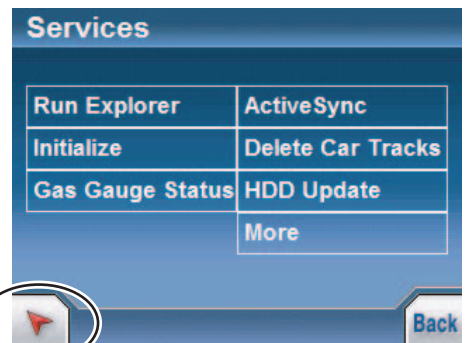 Services
Run Explorer
ActiveSync
Initialize
Delete Car Tracks
Gas Gauge Status
HDD Update
More
Back